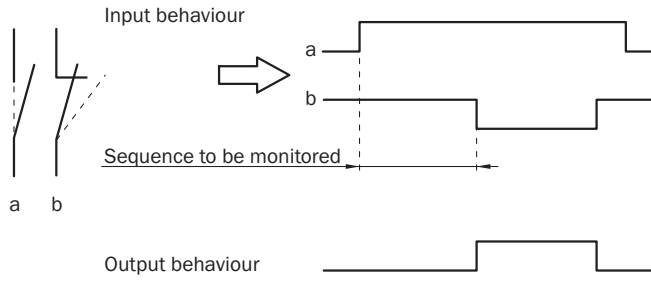 Input behaviour
a
b
Sequence to be monitored
a b
Output behaviour